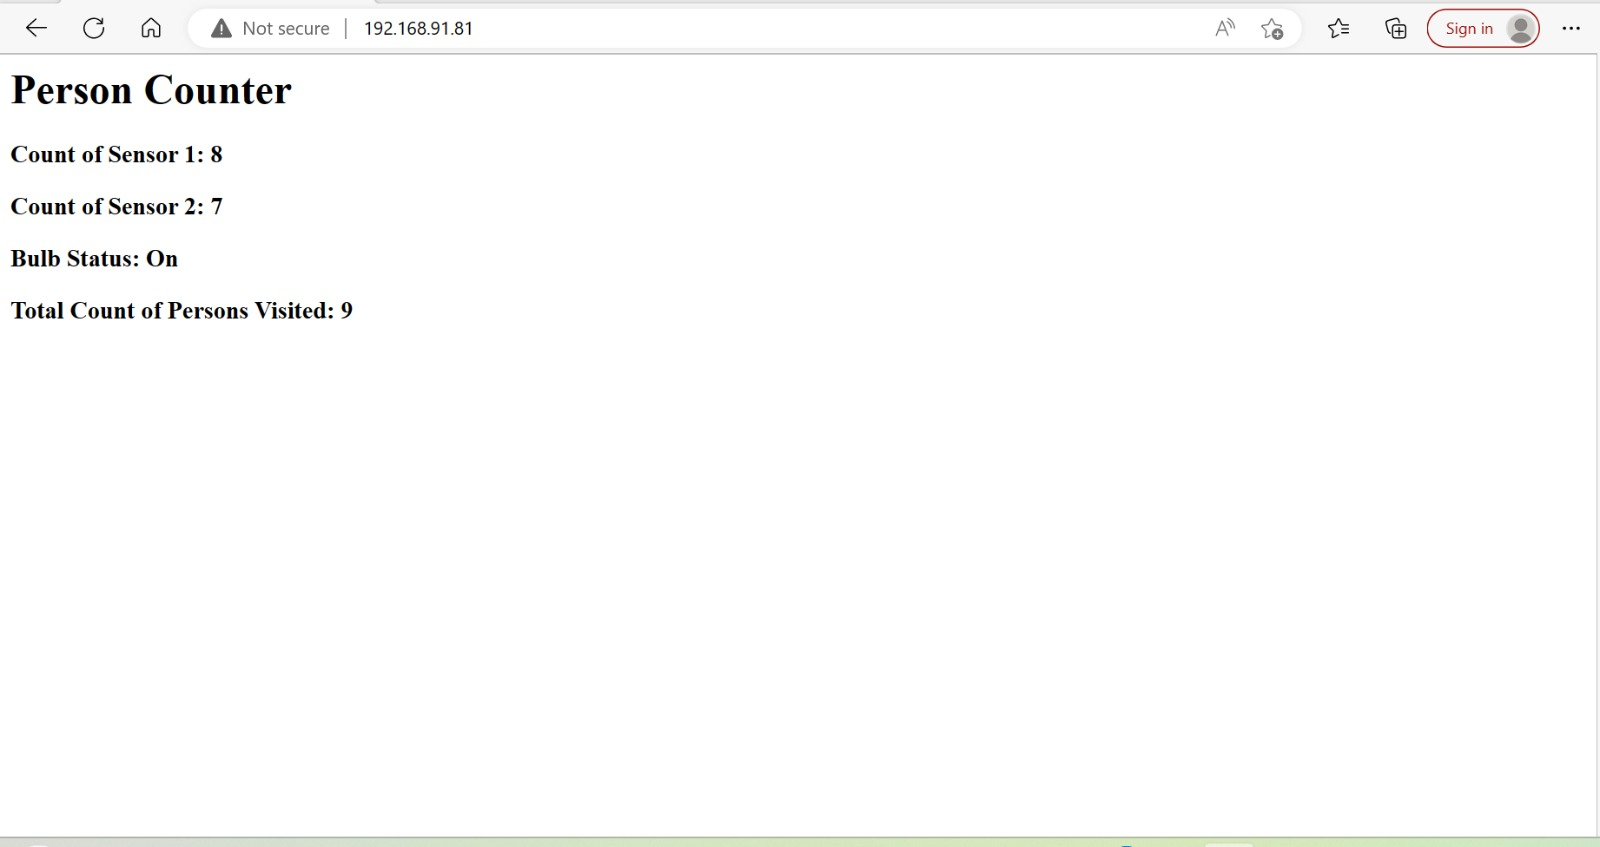 Not secure | 192.168.91.81 A Sign in
Person Counter
Count of Sensor 1: 8
Count of Sensor 2: 7
Bulb Status: On
Total Count of Persons Visited: 9